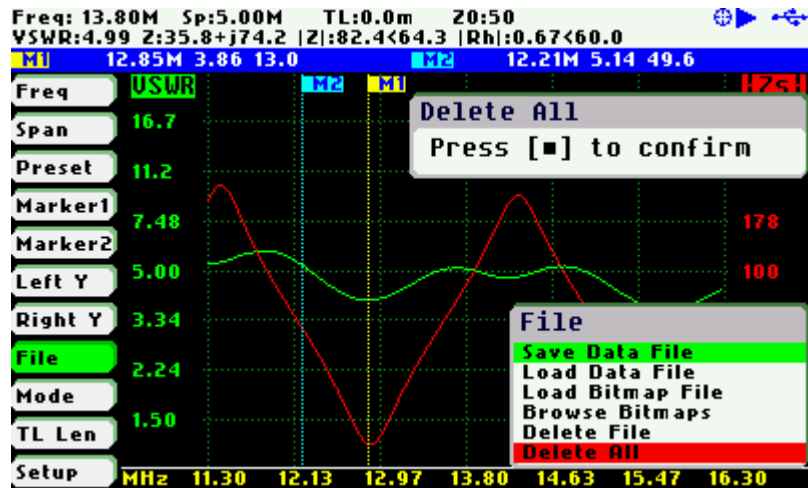 Freq: 13.80M Sp:5.00M TL:0.0m 20:50
VSWR:4.99 Z:35.8+j74.2 |Z|:82.4<64.3 |Rh|:0.67<60.0
M1 12.85M 3.86 13.0 M2 12.21M 5.14 49.6
Freq
Span
Preset
Marker1
Marker2
Left Y
Right Y
File
Mode
TL Len
Setup
VSWR
M2
M1
|Zs|
16.7
11.2
7.48
5.00
3.34
2.24
1.50
178
100
Delete All
Press [■] to confirm
File
Save Data File
Load Data File
Load Bitmap File
Browse Bitmaps
Delete File
Delete All
MHz 11.30 12.13 12.97 13.80 14.63 15.47 16.30